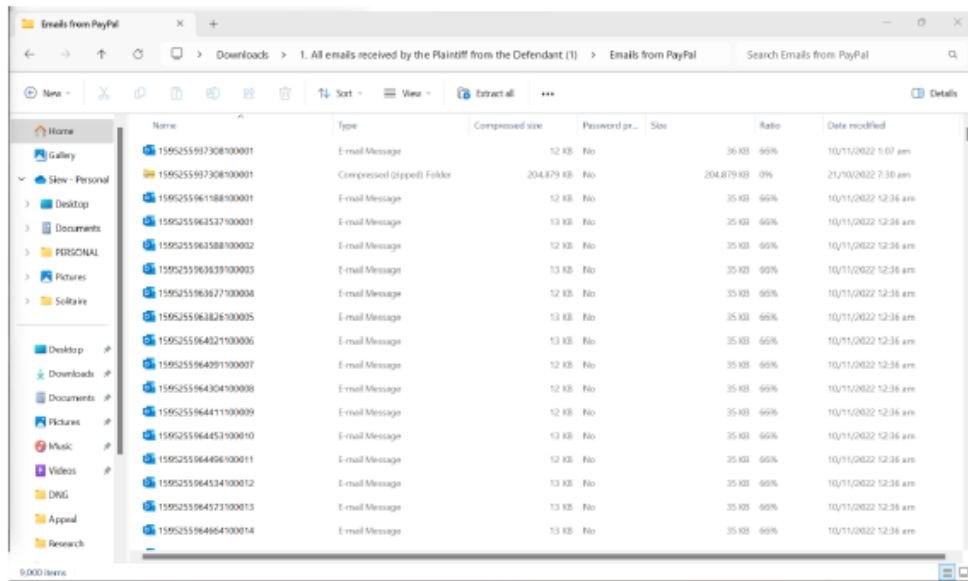 Emails from PayPal
Downloads > 1. All emails received by the Plaintiff from the Defendant (1) > Emails from PayPal Search Emails from PayPal
New Sort View Extract all ... Details
Name Type Compressed size Password pr... Size Ratio Date modified
Home
Gallery
Siew - Personal
Desktop
Documents
PERSONAL
Pictures
Solitaire
Desktop
Downloads
Documents
Pictures
Music
Videos
DNG
Appeal
Research
1595255937308100001 E-mail Message 12 KB No 36 KB 66% 10/11/2022 1:07 am
1595255937308100001 Compressed (zipped) Folder 204,879 KB No 204,879 KB 0% 21/10/2022 7:30 am
1595255961188100001 E-mail Message 12 KB No 35 KB 66% 10/11/2022 12:36 am
1595255963537100001 E-mail Message 13 KB No 35 KB 66% 10/11/2022 12:36 am
1595255963588100002 E-mail Message 12 KB No 35 KB 66% 10/11/2022 12:36 am
1595255963639100003 E-mail Message 13 KB No 35 KB 66% 10/11/2022 12:36 am
1595255963677100004 E-mail Message 12 KB No 35 KB 66% 10/11/2022 12:36 am
1595255963826100005 E-mail Message 13 KB No 35 KB 66% 10/11/2022 12:36 am
1595255964021100006 E-mail Message 13 KB No 35 KB 66% 10/11/2022 12:36 am
1595255964091100007 E-mail Message 12 KB No 35 KB 66% 10/11/2022 12:36 am
1595255964304100008 E-mail Message 12 KB No 35 KB 66% 10/11/2022 12:36 am
1595255964411100009 E-mail Message 12 KB No 35 KB 66% 10/11/2022 12:36 am
1595255964453100010 E-mail Message 13 KB No 35 KB 66% 10/11/2022 12:36 am
1595255964496100011 E-mail Message 12 KB No 35 KB 66% 10/11/2022 12:36 am
1595255964534100012 E-mail Message 13 KB No 35 KB 66% 10/11/2022 12:36 am
1595255964573100013 E-mail Message 13 KB No 35 KB 66% 10/11/2022 12:36 am
1595255964664100014 E-mail Message 13 KB No 35 KB 66% 10/11/2022 12:36 am
9,000 items